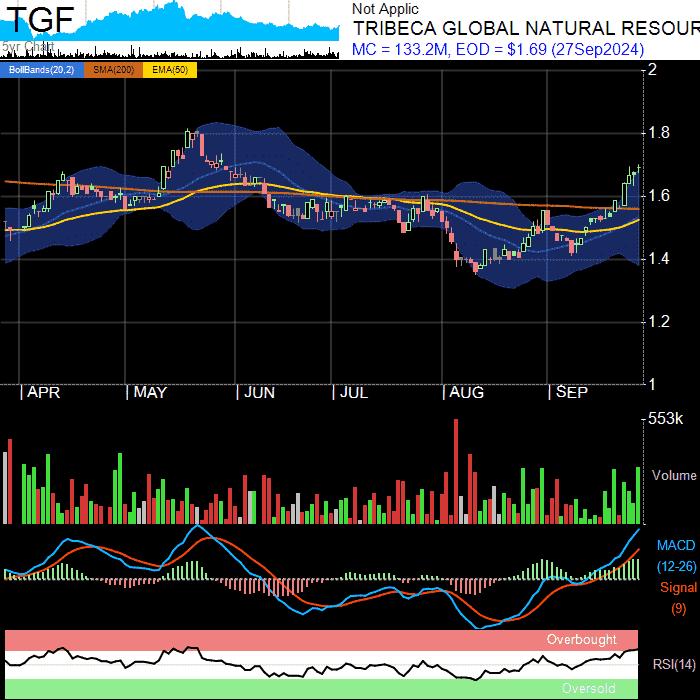 TGF
5yr Chart
Not Applic
TRIBECA GLOBAL NATURAL RESOUR
MC = 133.2M, EOD = $1.69 (27Sep2024)
BollBands(20,2) SMA(200) EMA(50)
2
1.8
1.6
1.4
1.2
1
APR MAY JUN JUL AUG SEP
553k
Volume
MACD
(12-26)
Signal
(9)
Overbought
RSI(14)
Oversold